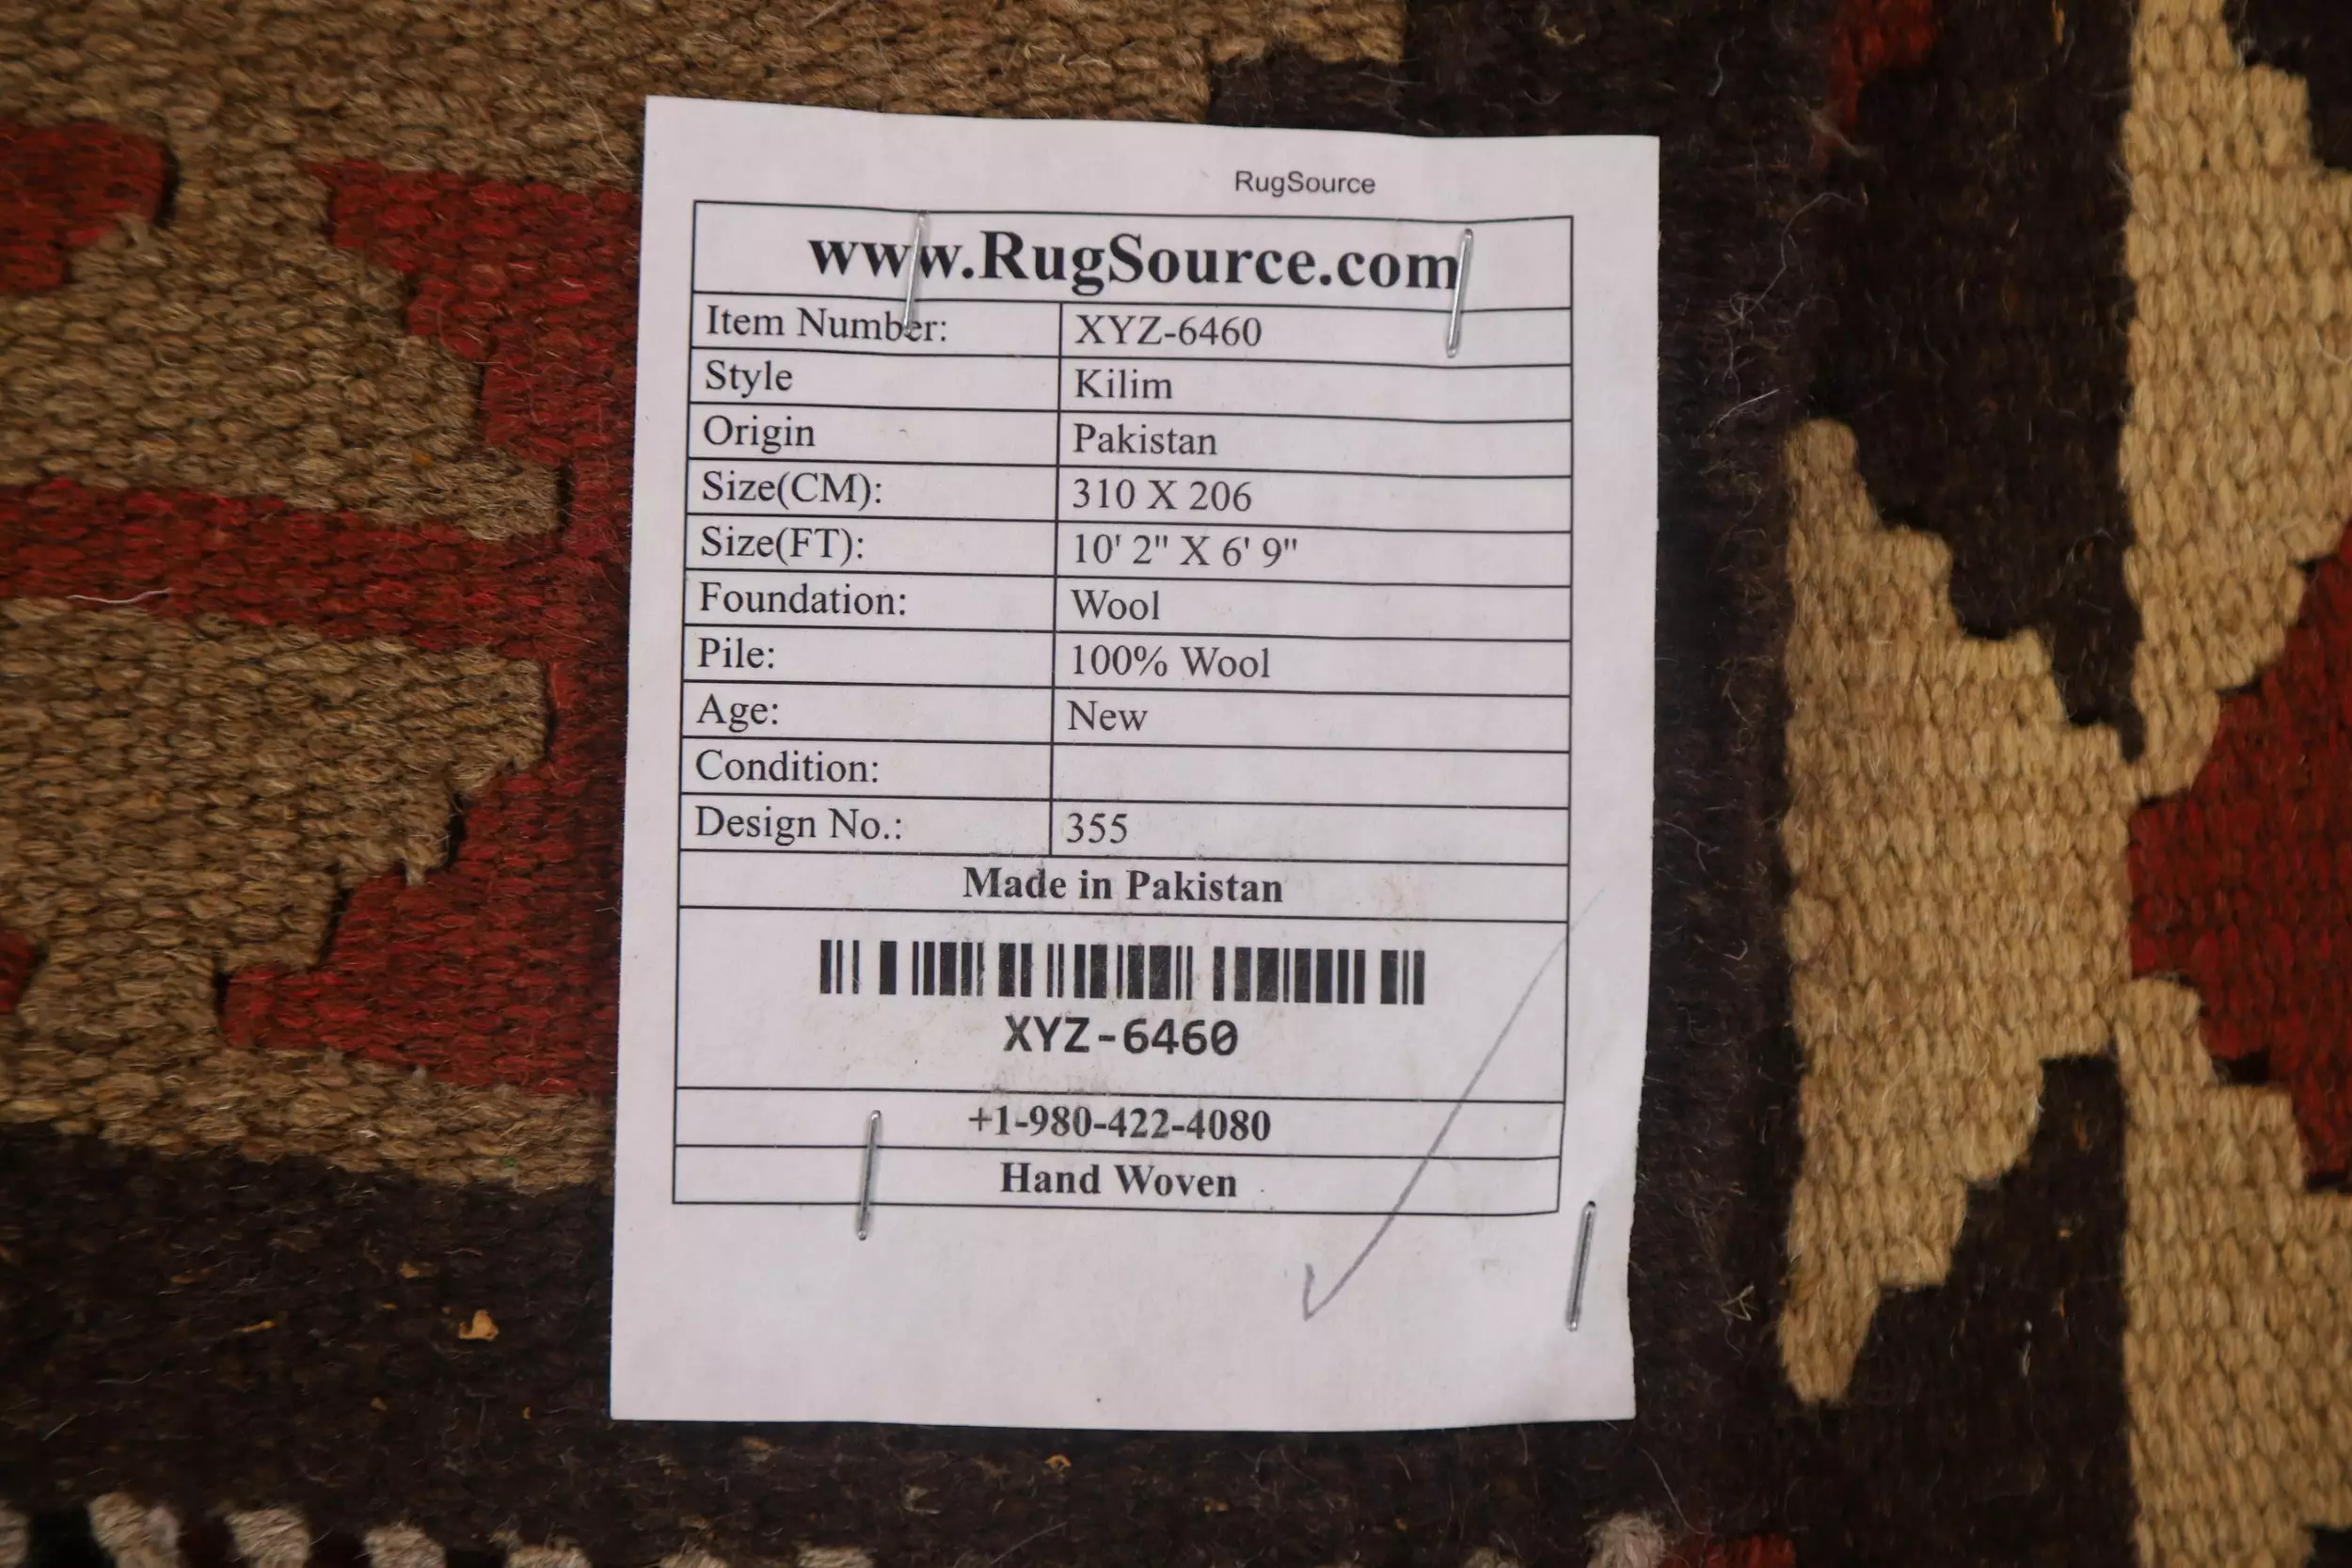 RugSource
www.RugSource.com
Item Number: XYZ-6460
Style Kilim
Origin Pakistan
Size(CM): 310 X 206
Size(FT): 10' 2" X 6' 9"
Foundation: Wool
Pile: 100% Wool
Age: New
Condition:
Design No.: 355
Made in Pakistan
XYZ-6460
+1-980-422-4080
Hand Woven